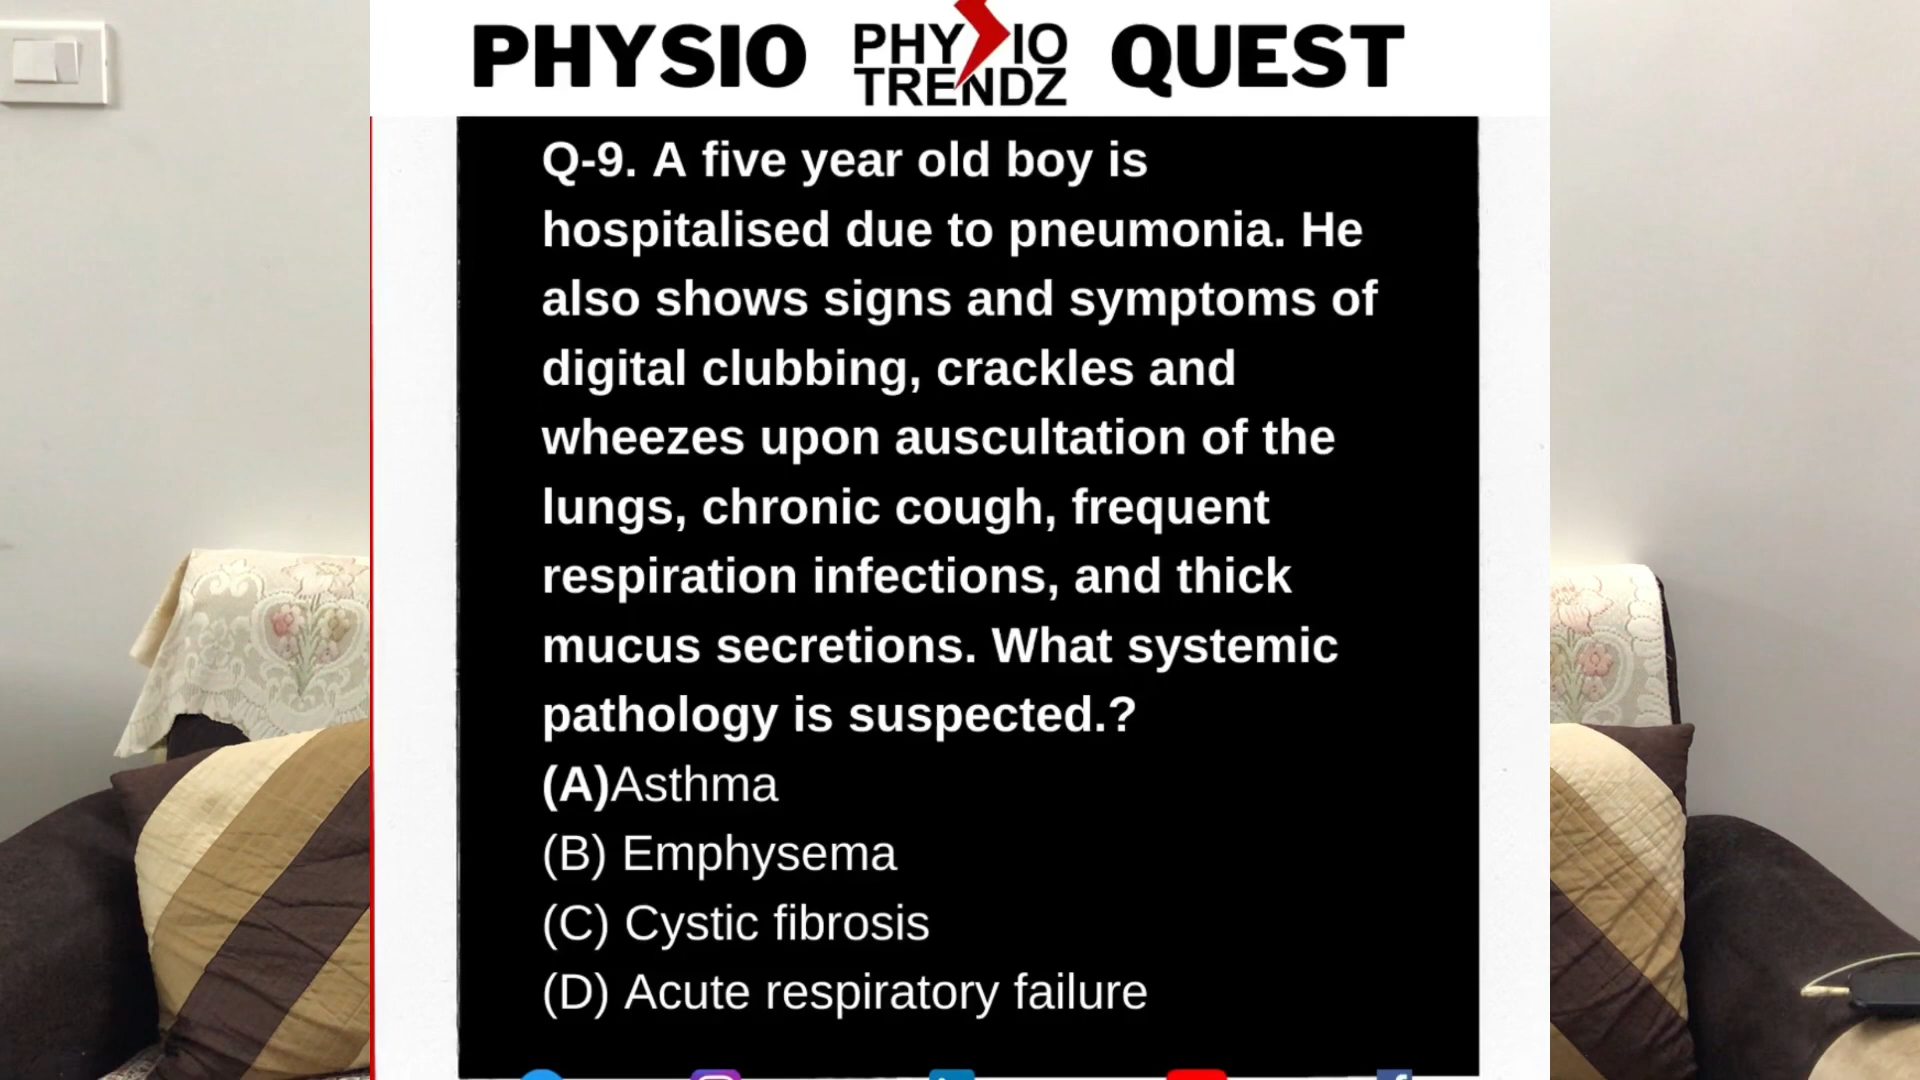 PHYSIO PHYSIO TRENDZ QUEST
Q-9. A five year old boy is
hospitalised due to pneumonia. He
also shows signs and symptoms of
digital clubbing, crackles and
wheezes upon auscultation of the
lungs, chronic cough, frequent
respiration infections, and thick
mucus secretions. What systemic
pathology is suspected.?
(A)Asthma
(B) Emphysema
(C) Cystic fibrosis
(D) Acute respiratory failure